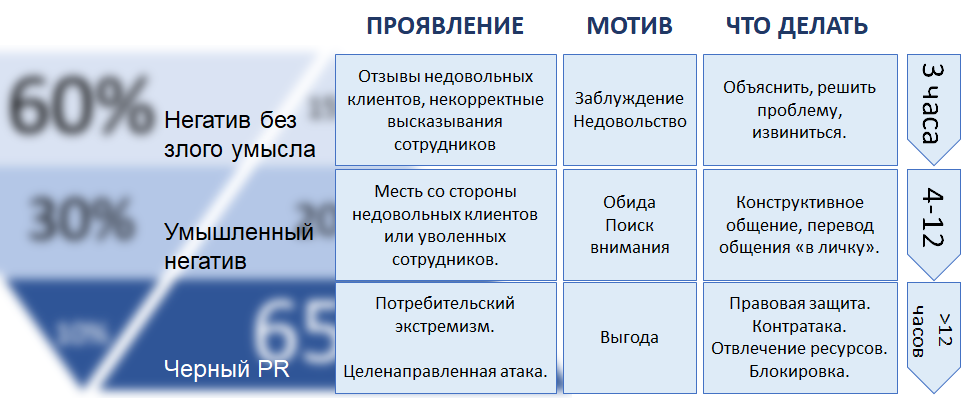 ПРОЯВЛЕНИЕ
МОТИВ
ЧТО ДЕЛАТЬ
60%
Негатив без
злого умысла
Отзывы недовольных
клиентов, некорректные
высказывания
сотрудников
Заблуждение
Недовольство
Объяснить, решить
проблему,
извиниться.
3 часа
30%
Умышленный
негатив
Месть со стороны
недовольных клиентов
или уволенных
сотрудников.
Обида
Поиск
внимания
Конструктивное
общение, перевод
общения «в личку».
4-12
10%
65
Черный PR
Потребительский
экстремизм.
Целенаправленная атака.
Выгода
Правовая защита.
Контратака.
Отвлечение ресурсов.
Блокировка.
>12
часов